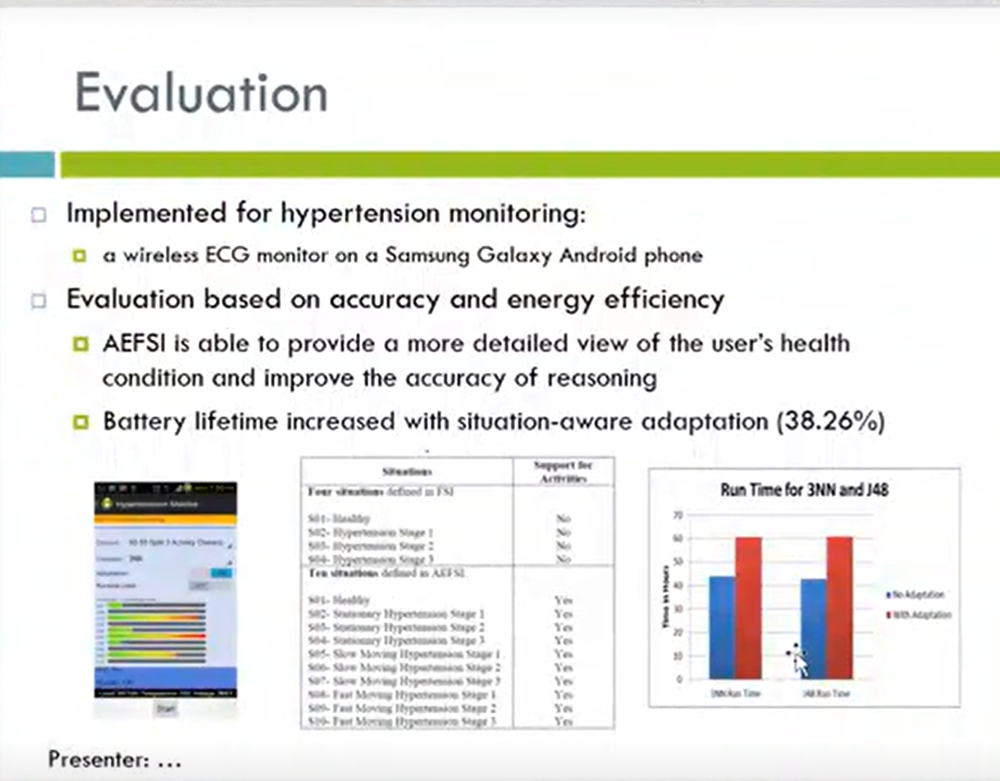 Evaluation
Implemented for hypertension monitoring:
a wireless ECG monitor on a Samsung Galaxy Android phone
Evaluation based on accuracy and energy efficiency
AEFSI is able to provide a more detailed view of the user's health
condition and improve the accuracy of reasoning
Battery lifetime increased with situation-aware adaptation (38.26%)
Hypertension Monitor
Start
Situations
Support for
Activities
Four situations defined in FSI
S01- Healthy No
S02- Hypertension Stage 1 No
S03- Hypertension Stage 2 No
S04- Hypertension Stage 3 No
Ten situations defined in AEFSI
S01- Healthy Yes
S02- Stationary Hypertension Stage 1 Yes
S03- Stationary Hypertension Stage 2 Yes
S04- Stationary Hypertension Stage 3 Yes
S05- Slow Moving Hypertension Stage 1 Yes
S06- Slow Moving Hypertension Stage 2 Yes
S07- Slow Moving Hypertension Stage 3 Yes
S08- Fast Moving Hypertension Stage 1 Yes
S09- Fast Moving Hypertension Stage 2 Yes
S10- Fast Moving Hypertension Stage 3 Yes
Run Time for 3NN and J48
Time in Hours
70
60
50
40
30
20
10
0
3NN Run Time
J48 Run Time
No Adaptation
With Adaptation
Presenter: ...